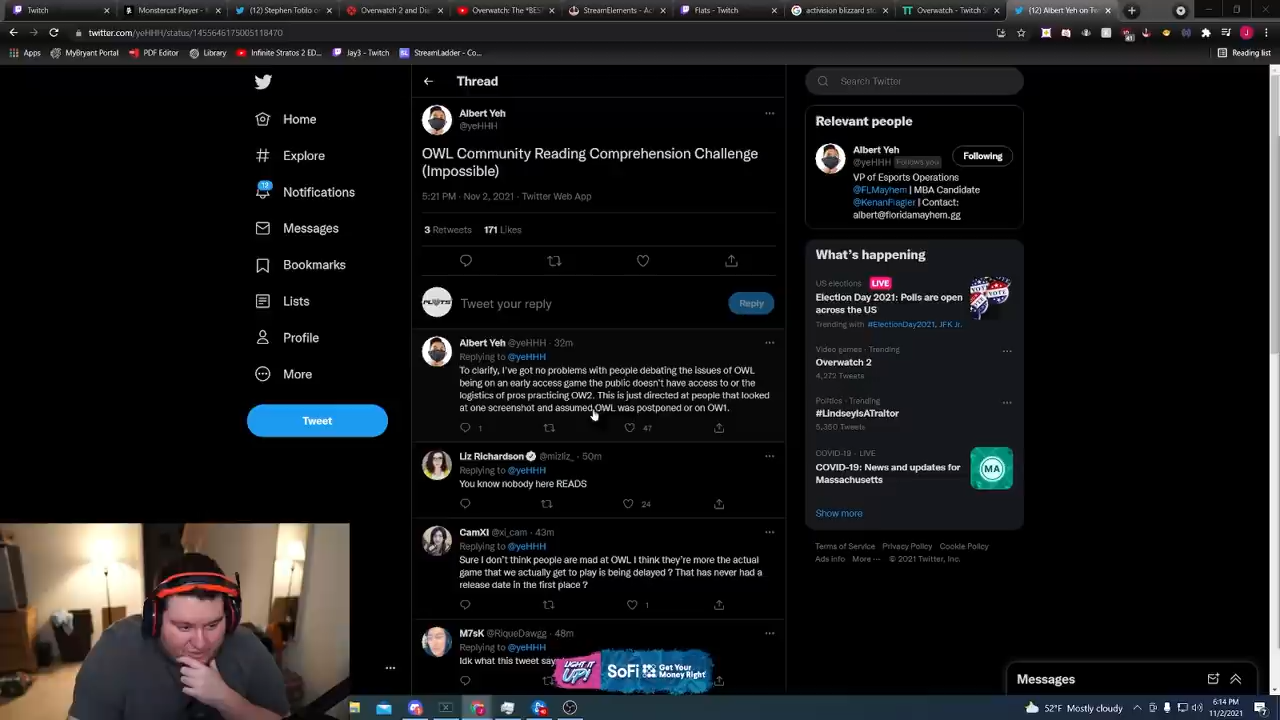 Twitch
Monstercat Player -
(12) Stephen Totilo o
Overwatch 2 and Di
Overwatch: The *BES
StreamElements - Ac
Flats - Twitch
activision blizzard sto
Overwatch - Twitch S
(12) Albert Yeh on Tw
twitter.com/yeHHH/status/1455646175005118470
Apps
MyBryant Portal
PDF Editor
Library
Infinite Stratos 2 ED...
Jay3 - Twitch
StreamLadder - Co...
Reading list
Home
Explore
12
Notifications
Messages
Bookmarks
Lists
Profile
More
Tweet
Thread
Albert Yeh
@yeHHH
OWL Community Reading Comprehension Challenge
(Impossible)
5:21 PM · Nov 2, 2021 · Twitter Web App
3 Retweets 171 Likes
Tweet your reply
Reply
Albert Yeh @yeHHH · 32m
Replying to @yeHHH
To clarify, I've got no problems with people debating the issues of OWL
being on an early access game the public doesn't have access to or the
logistics of pros practicing OW2. This is just directed at people that looked
at one screenshot and assumed OWL was postponed or on OW1.
1 47
Liz Richardson @mizliz_ · 50m
Replying to @yeHHH
You know nobody here READS
24
CamXI @xi_cam · 43m
Replying to @yeHHH
Sure I don't think people are mad at OWL I think they're more the actual
game that we actually get to play is being delayed ? That has never had a
release date in the first place ?
1
M7sK @RiqueDawgg · 48m
Replying to @yeHHH
Idk what this tweet say
LIGHT IT UP!
SoFi
Get Your
Money Right
Search Twitter
Relevant people
Albert Yeh
@yeHHH Follows you
Following
VP of Esports Operations
@FLMayhem | MBA Candidate
@KenanFlagler | Contact:
albert@floridamayhem.gg
What's happening
US elections LIVE
Election Day 2021: Polls are open
across the US
Trending with #ElectionDay2021, JFK Jr.
Video games · Trending
Overwatch 2
4,272 Tweets
Politics · Trending
#LindseyIsATraitor
5,360 Tweets
COVID-19 · LIVE
COVID-19: News and updates for
Massachusetts
MA
Show more
Terms of Service Privacy Policy Cookie Policy
Ads info More ··· © 2021 Twitter, Inc.
Messages
52°F Mostly cloudy
6:14 PM
11/2/2021